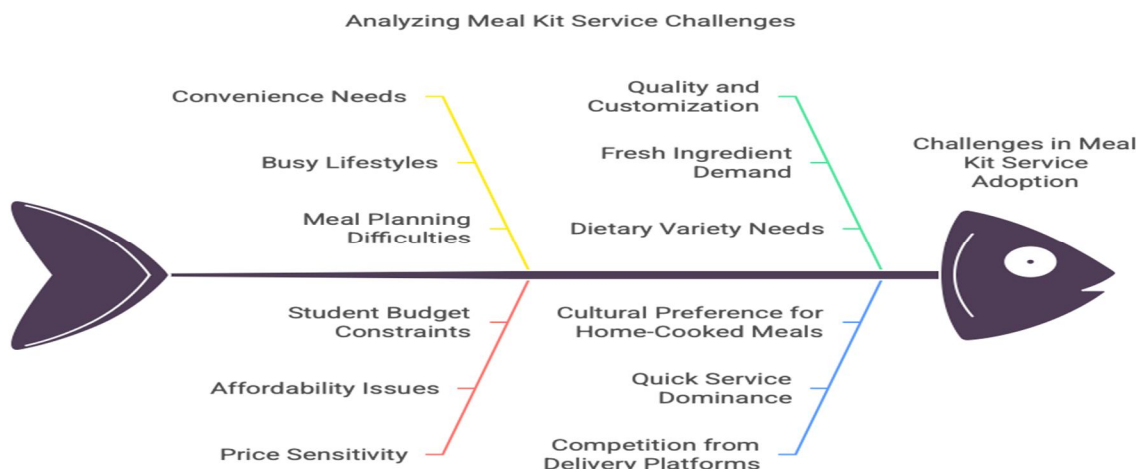 Analyzing Meal Kit Service Challenges
Convenience Needs
Busy Lifestyles
Meal Planning
Difficulties
Quality and
Customization
Fresh Ingredient
Demand
Dietary Variety Needs
Challenges in Meal
Kit Service
Adoption
Student Budget
Constraints
Affordability Issues
Price Sensitivity
Cultural Preference for
Home-Cooked Meals
Quick Service
Dominance
Competition from
Delivery Platforms